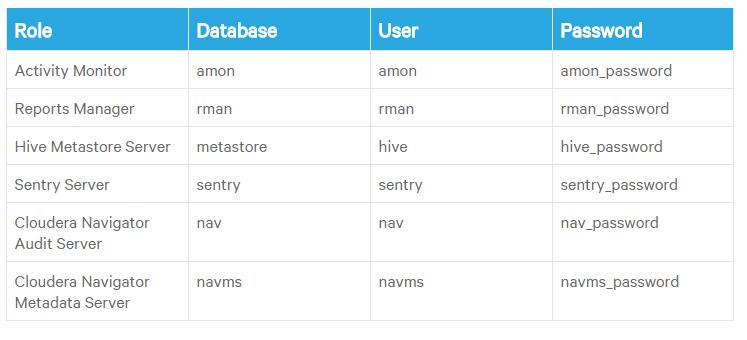 Role Database User Password
Activity Monitor amon amon amon_password
Reports Manager rman rman rman_password
Hive Metastore Server metastore hive hive_password
Sentry Server sentry sentry sentry_password
Cloudera Navigator nav nav nav_password
Audit Server
Cloudera Navigator navms navms navms_password
Metadata Server